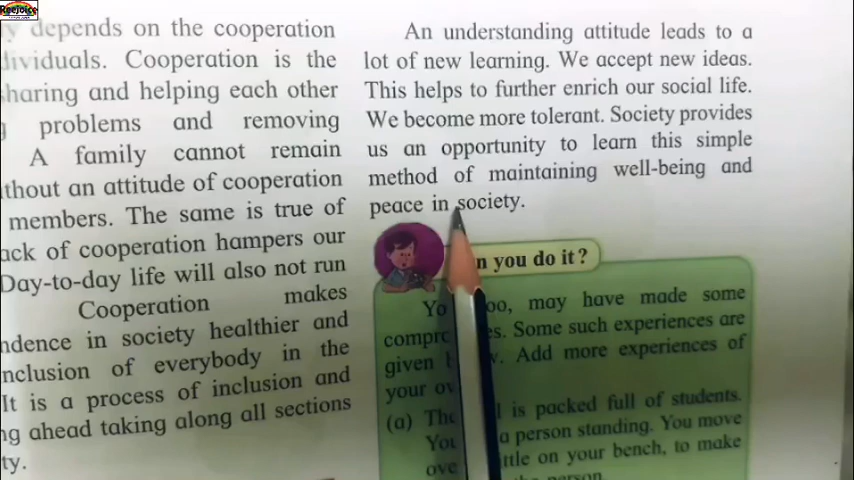 Reejoice
depends on the cooperation
dividuals. Cooperation is the
sharing and helping each other
problems and removing
A family cannot remain
thout an attitude of cooperation
members. The same is true of
ack of cooperation hampers our
Day-to-day life will also not run
Cooperation makes
ndence in society healthier and
nclusion of everybody in the
It is a process of inclusion and
ng ahead taking along all sections
ty.
An understanding attitude leads to a
lot of new learning. We accept new ideas.
This helps to further enrich our social life.
We become more tolerant. Society provides
us an opportunity to learn this simple
method of maintaining well-being and
peace in society.
n you do it?
Yo oo, may have made some
compro es. Some such experiences are
given Add more experiences of
your
(a) The is packed full of students.
You a person standing. You move
ove ttle on your bench, to make
the person.